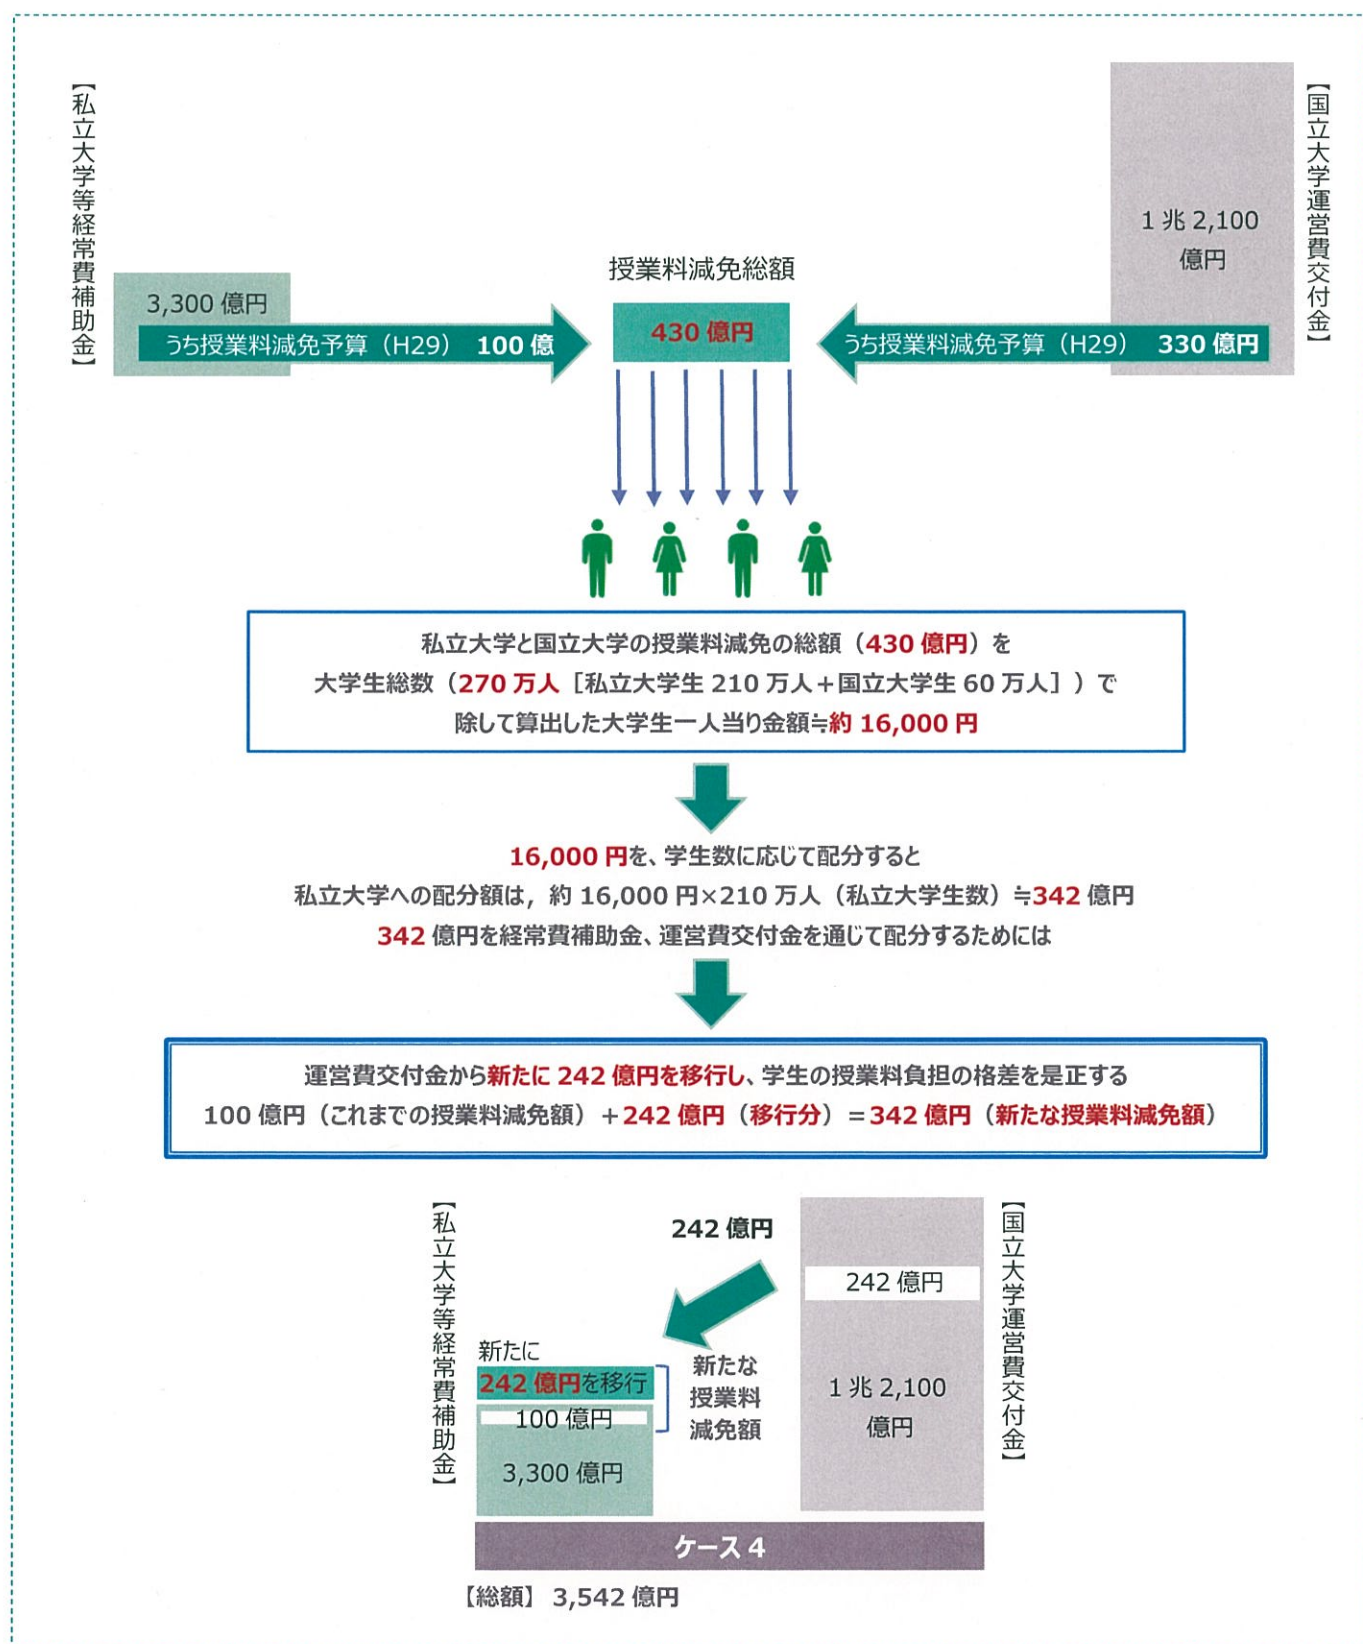 【私立大学等経常費補助金】
【国立大学運営費交付金】
1 兆 2,100
億円
授業料減免総額
3,300 億円
430 億円
うち授業料減免予算（H29） 100 億
うち授業料減免予算（H29） 330 億円
私立大学と国立大学の授業料減免の総額（430 億円）を
大学生総数（270 万人［私立大学生 210 万人＋国立大学生 60 万人］）で
除して算出した大学生一人当り金額≒約 16,000 円
16,000 円を、学生数に応じて配分すると
私立大学への配分額は，約 16,000 円×210 万人（私立大学生数）≒342 億円
342 億円を経常費補助金、運営費交付金を通じて配分するためには
運営費交付金から新たに 242 億円を移行し、学生の授業料負担の格差を是正する
100 億円（これまでの授業料減免額）＋242 億円（移行分）＝342 億円（新たな授業料減免額）
【私立大学等経常費補助金】
【国立大学運営費交付金】
242 億円
242 億円
新たに
242 億円を移行
新たな
授業料
減免額
100 億円
3,300 億円
1 兆 2,100
億円
ケース 4
【総額】 3,542 億円